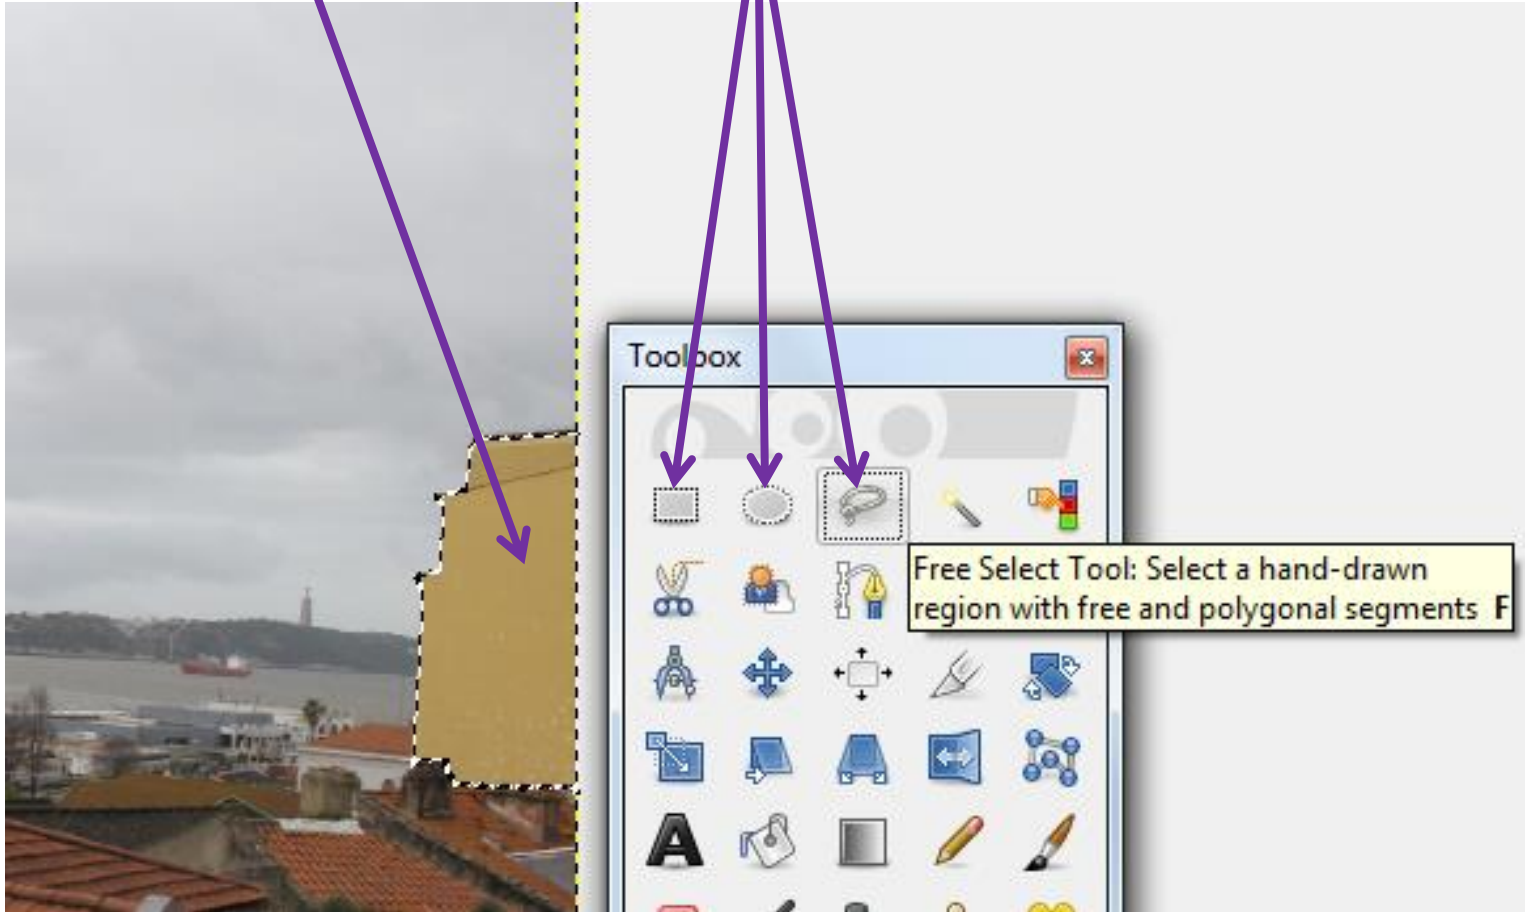 Toolbox
Free Select Tool: Select a hand-drawn
region with free and polygonal segments F